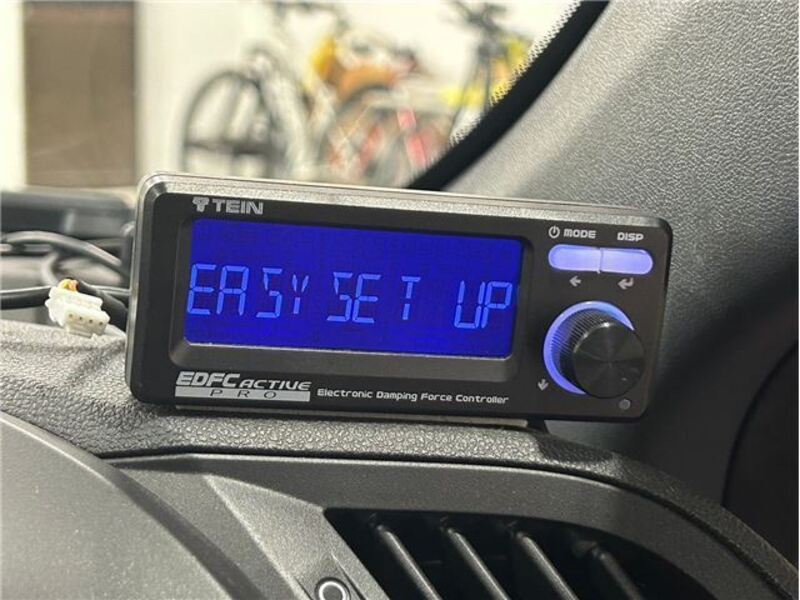 TEIN
MODE DISP
EASY SET UP
EDFC ACTIVE
PRO
Electronic Damping Force Controller